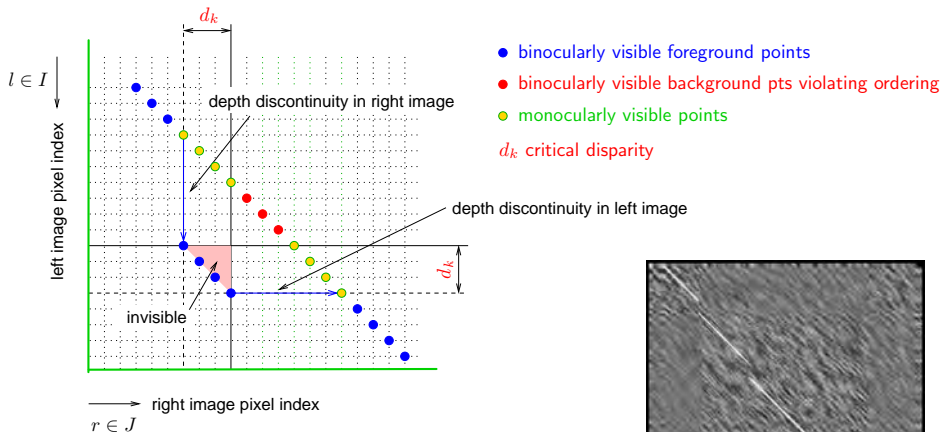 d_k
l ∈ I
left image pixel index
depth discontinuity in right image
depth discontinuity in left image
d_k
invisible
right image pixel index
r ∈ J
binocularly visible foreground points
binocularly visible background pts violating ordering
monocularly visible points
d_k critical disparity